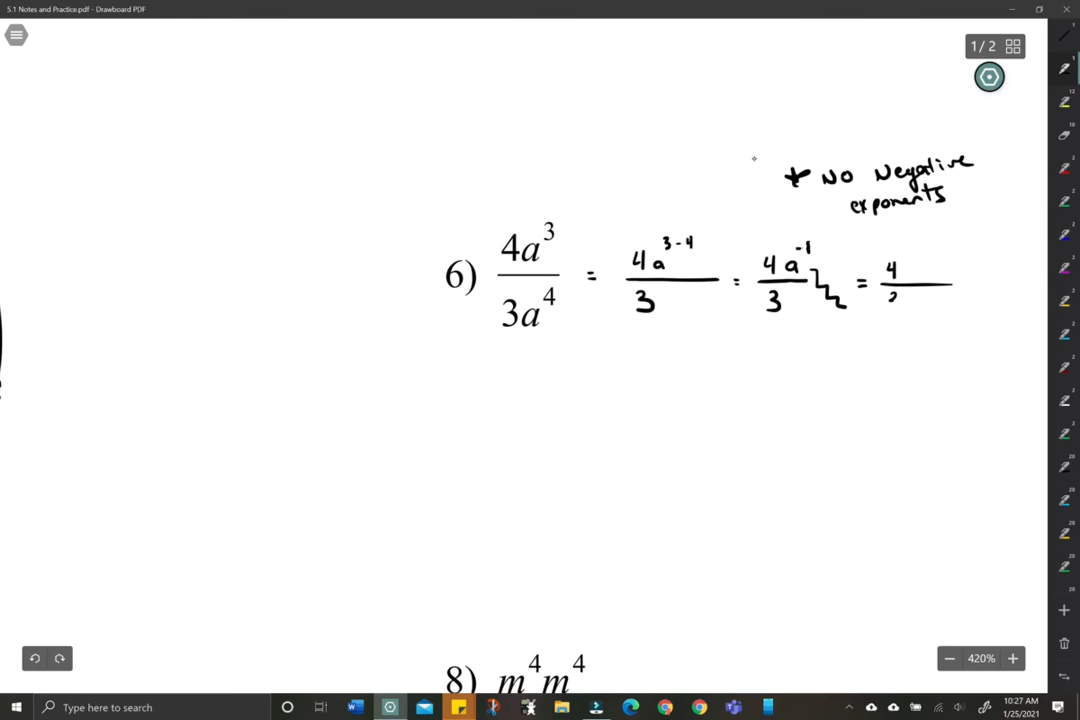 5.1 Notes and Practice.pdf - Drawboard PDF
1 / 2
* No Negative
exponents
6) 4a^3 / 3a^4 = 4a^(3-4) / 3 = 4a^-1 / 3 = 4 /
8) m^4 m^4
420%
Type here to search
10:27 AM
1/25/2021